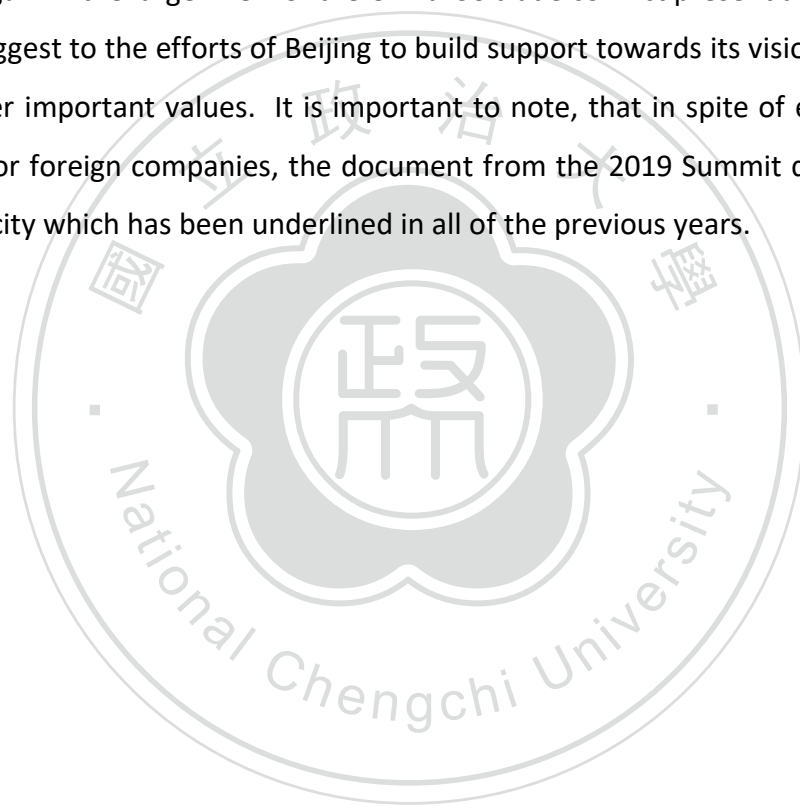 ggest to the efforts of Beijing to build support towards its visi
er important values. It is important to note, that in spite of
or foreign companies, the document from the 2019 Summit
city which has been underlined in all of the previous years.
國立政治大學
National Chengchi University